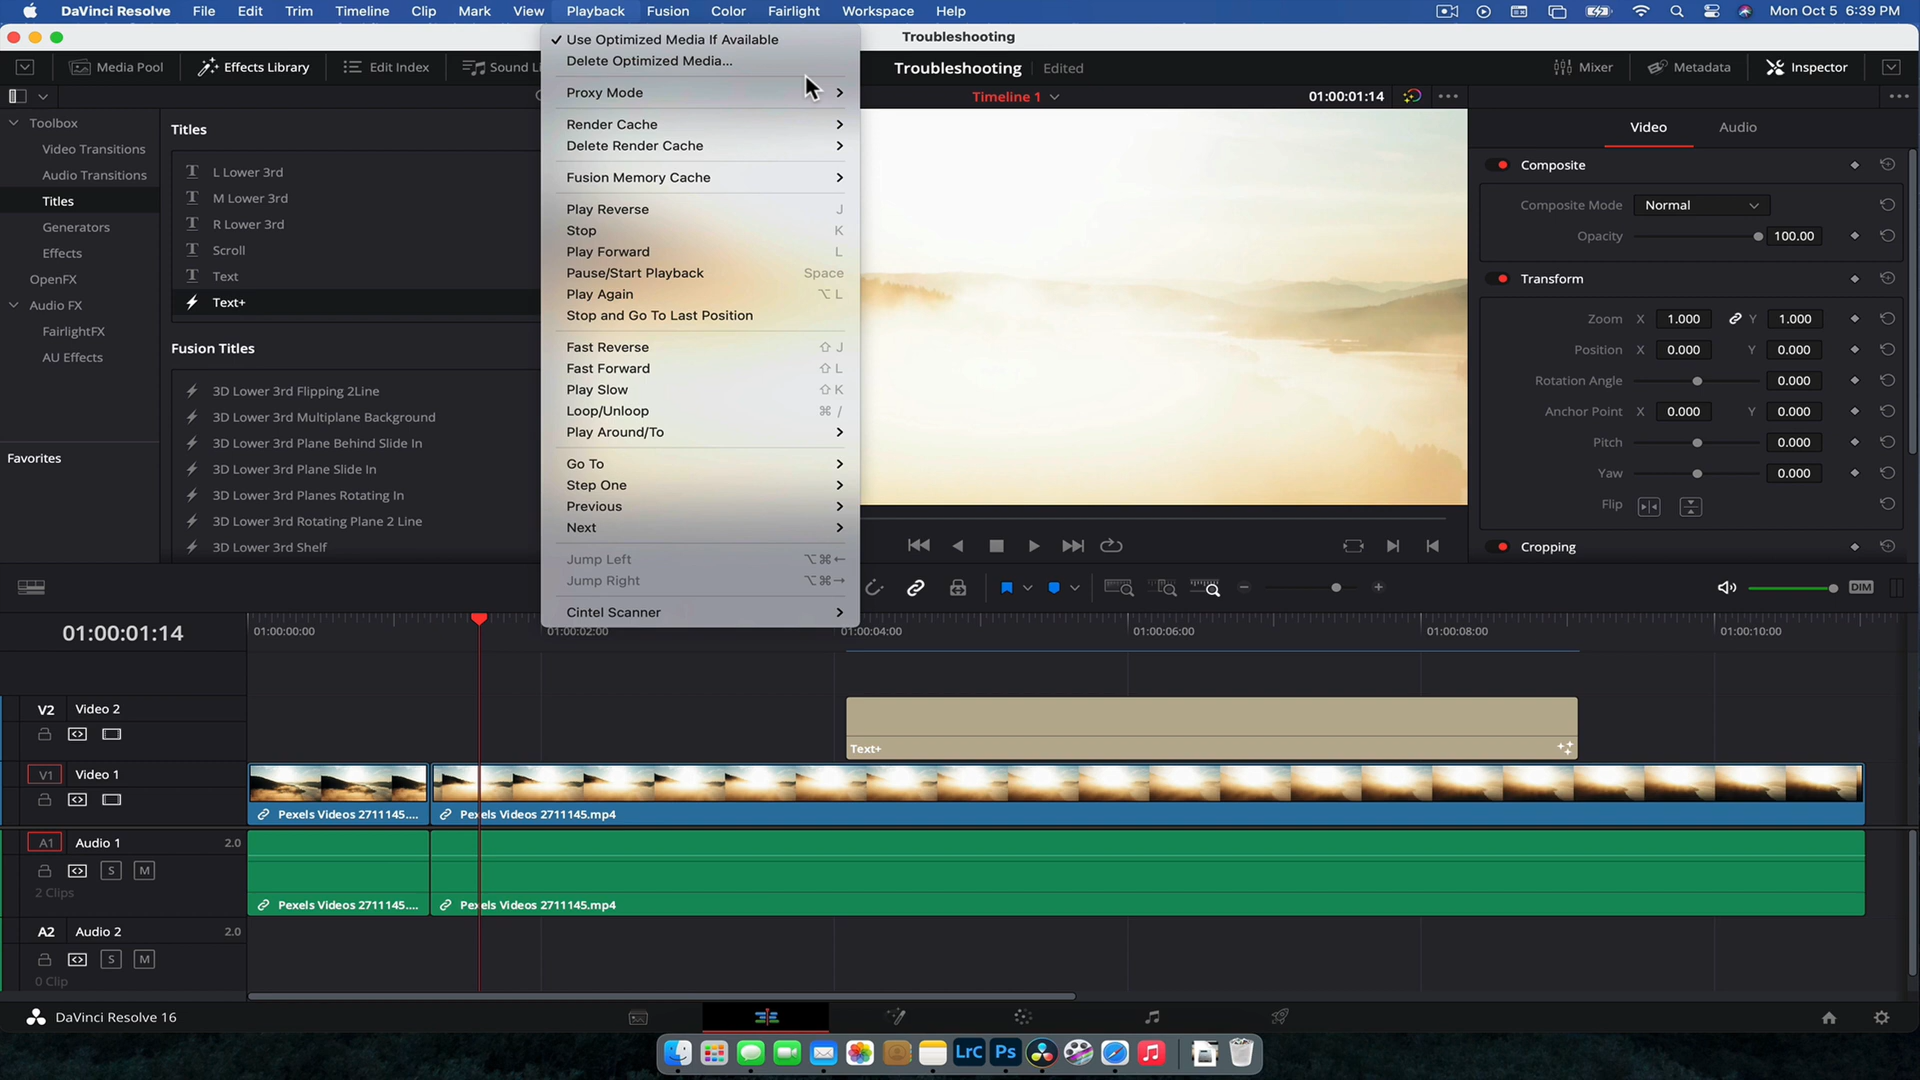 DaVinci Resolve File Edit Trim Timeline Clip Mark View Playback Fusion Color Fairlight Workspace Help Mon Oct 5 6:39 PM
Troubleshooting
Media Pool Effects Library Edit Index Sound Li Troubleshooting Edited Mixer Metadata Inspector
Timeline 1 01:00:01:14
Use Optimized Media If Available
Delete Optimized Media...
Proxy Mode
Render Cache
Delete Render Cache
Fusion Memory Cache
Play Reverse J
Stop K
Play Forward L
Pause/Start Playback Space
Play Again ⌥ L
Stop and Go To Last Position
Fast Reverse ⇧ J
Fast Forward ⇧ L
Play Slow ⇧ K
Loop/Unloop ⌘ /
Play Around/To
Go To
Step One
Previous
Next
Jump Left ⌥⌘←
Jump Right ⌥⌘→
Cintel Scanner
Toolbox
Video Transitions
Audio Transitions
Titles
Generators
Effects
OpenFX
Audio FX
FairlightFX
AU Effects
Favorites
Titles
L Lower 3rd
M Lower 3rd
R Lower 3rd
Scroll
Text
Text+
Fusion Titles
3D Lower 3rd Flipping 2Line
3D Lower 3rd Multiplane Background
3D Lower 3rd Plane Behind Slide In
3D Lower 3rd Plane Slide In
3D Lower 3rd Planes Rotating In
3D Lower 3rd Rotating Plane 2 Line
3D Lower 3rd Shelf
Video Audio
Composite
Composite Mode Normal
Opacity 100.00
Transform
Zoom X 1.000 Y 1.000
Position X 0.000 Y 0.000
Rotation Angle 0.000
Anchor Point X 0.000 Y 0.000
Pitch 0.000
Yaw 0.000
Flip
Cropping
DIM
01:00:01:14 01:00:00:00 01:00:02:00 01:00:04:00 01:00:06:00 01:00:08:00 01:00:10:00
V2 Video 2
Text+
V1 Video 1
Pexels Videos 2711145.... Pexels Videos 2711145.mp4
A1 Audio 1 2.0
S M
2 Clips
Pexels Videos 2711145.... Pexels Videos 2711145.mp4
A2 Audio 2 2.0
S M
0 Clip
DaVinci Resolve 16
LrC Ps